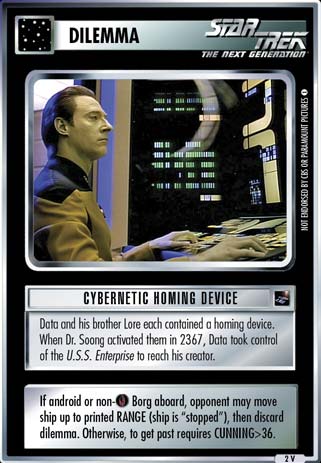 DILEMMA
STAR TREK
THE NEXT GENERATION®
NOT ENDORSED BY CBS OR PARAMOUNT PICTURES
CYBERNETIC HOMING DEVICE
Data and his brother Lore each contained a homing device.
When Dr. Soong activated them in 2367, Data took control
of the U.S.S. Enterprise to reach his creator.
If android or non- Borg aboard, opponent may move
ship up to printed RANGE (ship is “stopped”), then discard
dilemma. Otherwise, to get past requires CUNNING>36.
2 V